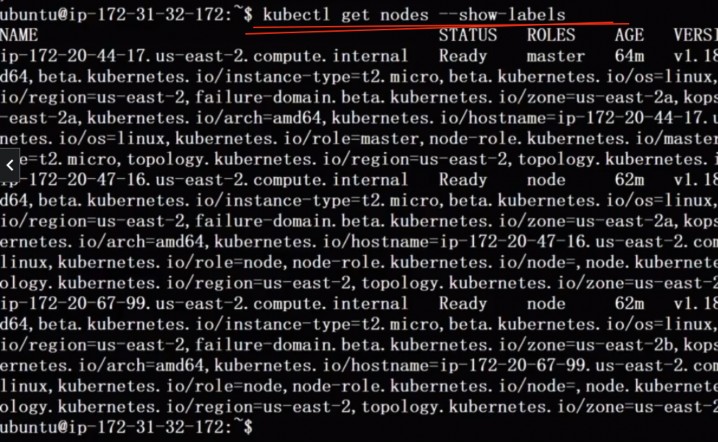 ubuntu@ip-172-31-32-172:~$ kubectl get nodes --show-labels
NAME STATUS ROLES AGE VERSI
ip-172-20-44-17.us-east-2.compute.internal Ready master 64m v1.18
d64,beta.kubernetes.io/instance-type=t2.micro,beta.kubernetes.io/os=linux,
io/region=us-east-2,failure-domain.beta.kubernetes.io/zone=us-east-2a,kops
-east-2a,kubernetes.io/arch=amd64,kubernetes.io/hostname=ip-172-20-44-17.u
netes.io/os=linux,kubernetes.io/role=master,node-role.kubernetes.io/master
e=t2.micro,topology.kubernetes.io/region=us-east-2,topology.kubernetes.i
ip-172-20-47-16.us-east-2.compute.internal Ready node 62m v1.18
d64,beta.kubernetes.io/instance-type=t2.micro,beta.kubernetes.io/os=linux,
io/region=us-east-2,failure-domain.beta.kubernetes.io/zone=us-east-2a,kops
ernetes.io/arch=amd64,kubernetes.io/hostname=ip-172-20-47-16.us-east-2.com
linux,kubernetes.io/role=node,node-role.kubernetes.io/node=,node.kubernete
ology.kubernetes.io/region=us-east-2,topology.kubernetes.io/zone=us-east-2
ip-172-20-67-99.us-east-2.compute.internal Ready node 62m v1.18
d64,beta.kubernetes.io/instance-type=t2.micro,beta.kubernetes.io/os=linux,
io/region=us-east-2,failure-domain.beta.kubernetes.io/zone=us-east-2b,kops
ernetes.io/arch=amd64,kubernetes.io/hostname=ip-172-20-67-99.us-east-2.com
linux,kubernetes.io/role=node,node-role.kubernetes.io/node=,node.kubernete
ology.kubernetes.io/region=us-east-2,topology.kubernetes.io/zone=us-east-2
ubuntu@ip-172-31-32-172:~$